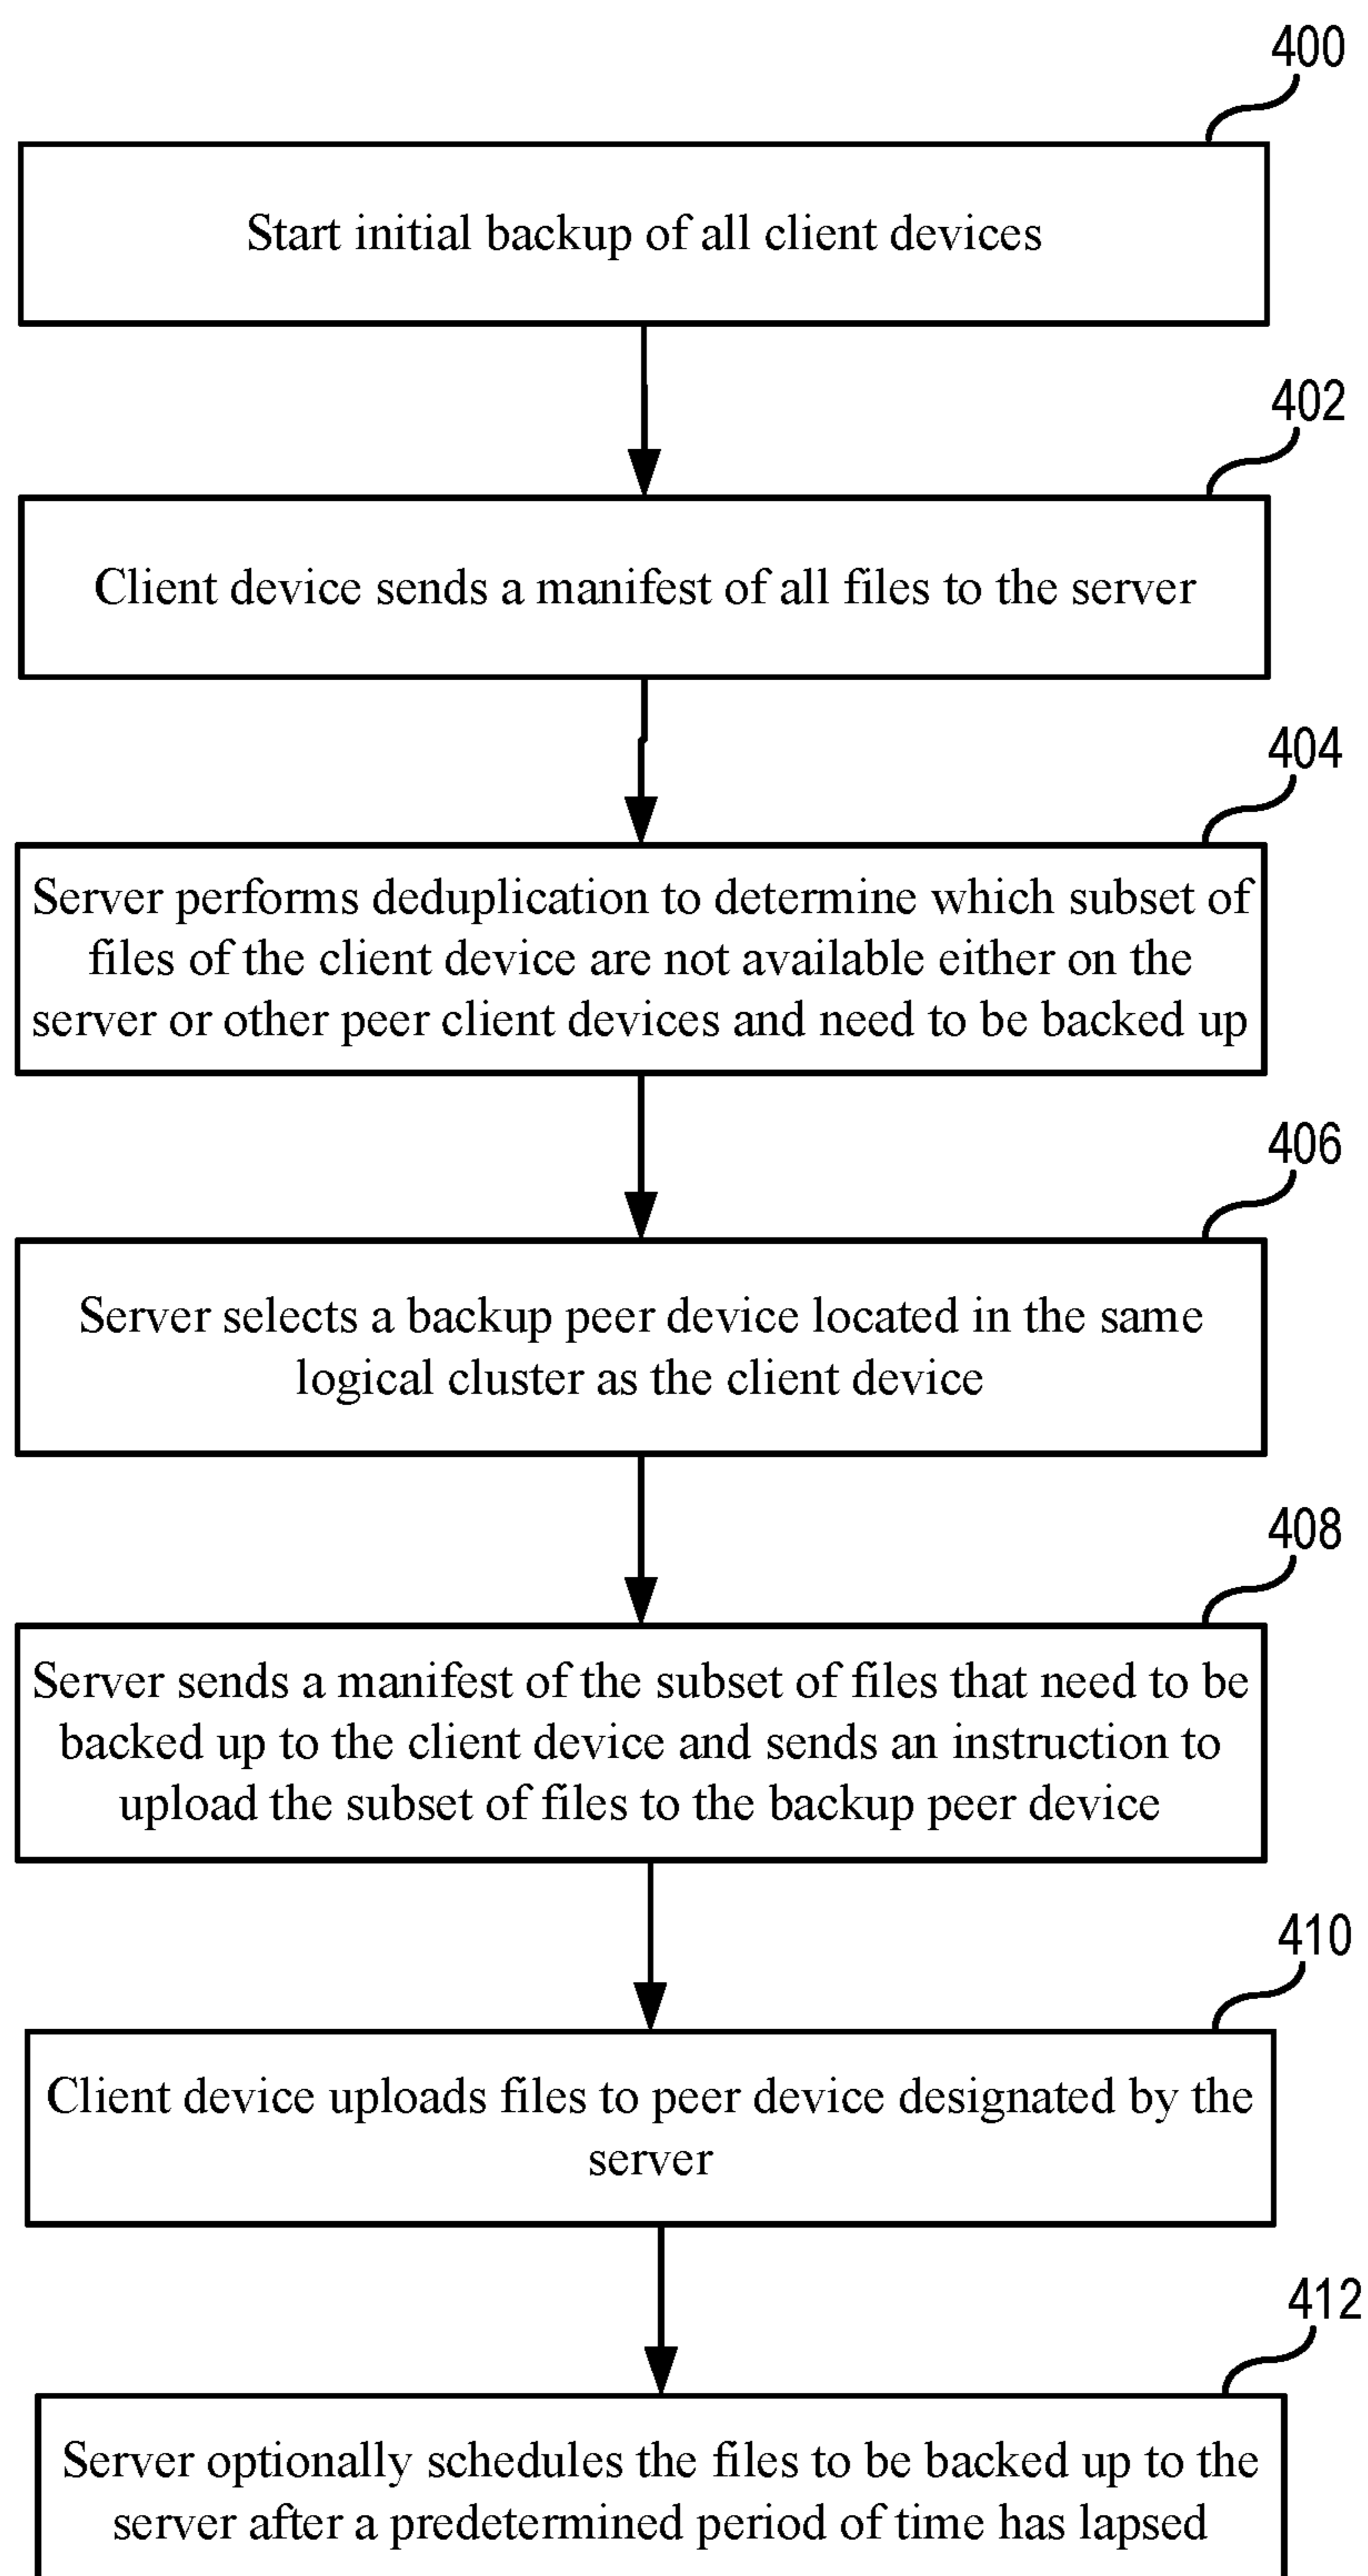 400
Start initial backup of all client devices
402
Client device sends a manifest of all files to the server
404
Server performs deduplication to determine which subset of
files of the client device are not available either on the
server or other peer client devices and need to be backed up
406
Server selects a backup peer device located in the same
logical cluster as the client device
408
Server sends a manifest of the subset of files that need to be
backed up to the client device and sends an instruction to
upload the subset of files to the backup peer device
410
Client device uploads files to peer device designated by the
server
412
Server optionally schedules the files to be backed up to the
server after a predetermined period of time has lapsed